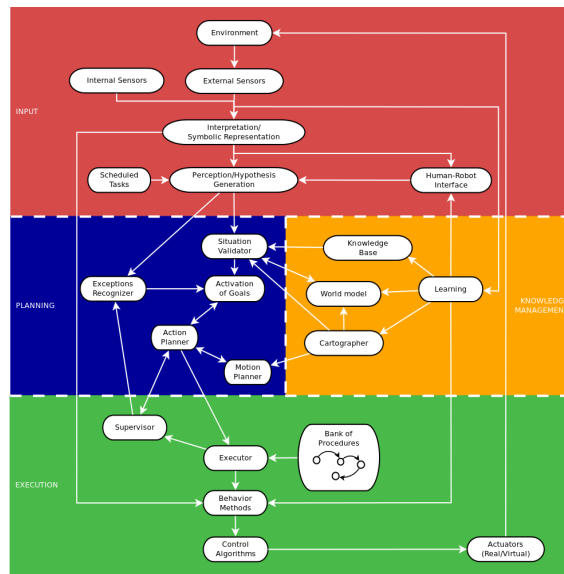 Environment
Internal Sensors
External Sensors
INPUT
Interpretation/
Symbolic Representation
Scheduled
Tasks
Perception/Hypothesis
Generation
Human-Robot
Interface
Situation
Validator
Knowledge
Base
Exceptions
Recognizer
Activation
of Goals
World model
Learning
PLANNING
KNOWLEDGE
MANAGEMENT
Action
Planner
Cartographer
Motion
Planner
Supervisor
Bank of
Procedures
Executor
EXECUTION
Behavior
Methods
Control
Algorithms
Actuators
(Real/Virtual)